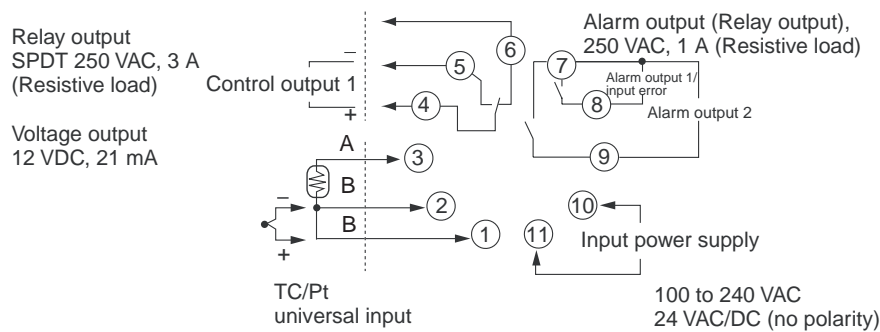 Relay output
SPDT 250 VAC, 3 A
(Resistive load)
Voltage output
12 VDC, 21 mA
Control output 1
−
+
6
5
4
Alarm output (Relay output),
250 VAC, 1 A (Resistive load)
7
Alarm output 1/
input error
8
Alarm output 2
9
A
3
B
2
B
1
−
+
TC/Pt
universal input
10
11
Input power supply
100 to 240 VAC
24 VAC/DC (no polarity)